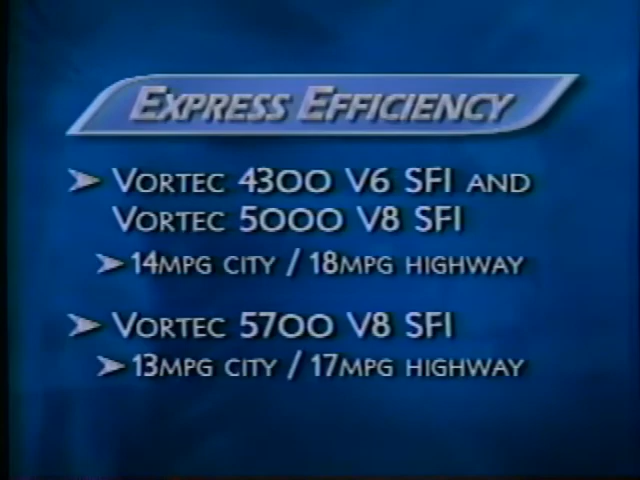 EXPRESS EFFICIENCY
➤ VORTEC 4300 V6 SFI AND
VORTEC 5000 V8 SFI
➤ 14MPG CITY / 18MPG HIGHWAY
➤ VORTEC 5700 V8 SFI
➤ 13MPG CITY / 17MPG HIGHWAY